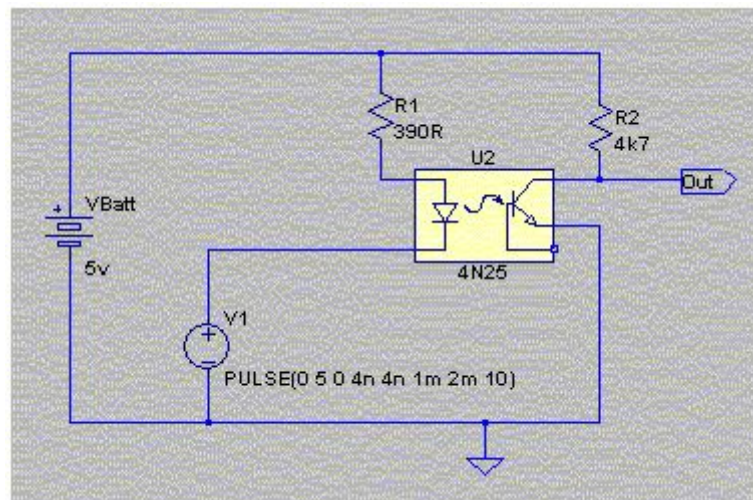 R1
390R
R2
4k7
U2
Out
+
VBatt
5v
4N25
V1
PULSE(0 5 0 4n 4n 1m 2m 10)